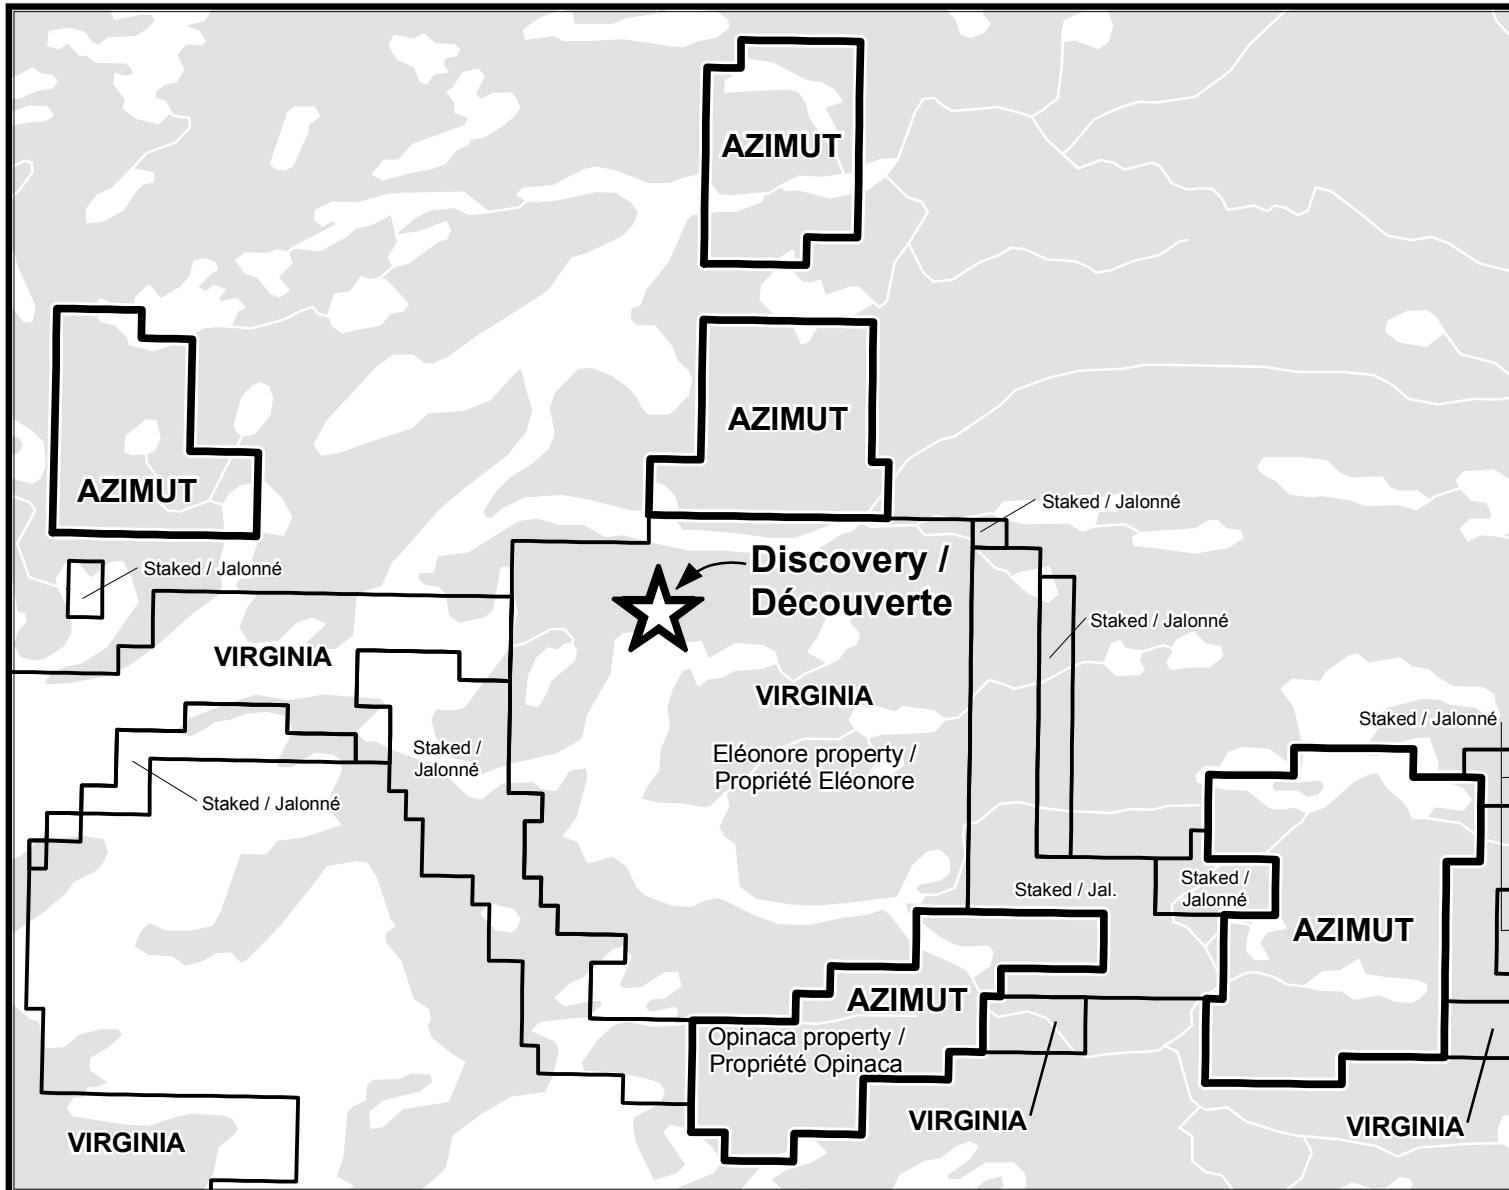 AZIMUT
AZIMUT
AZIMUT
Staked / Jalonné
Discovery /
Découverte
Staked / Jalonné
Staked / Jalonné
VIRGINIA
VIRGINIA
Staked / Jalonné
Staked /
Jalonné
Eléonore property /
Propriété Eléonore
Staked / Jalonné
Staked /
Jalonné
Staked / Jal.
AZIMUT
AZIMUT
Opinaca property /
Propriété Opinaca
VIRGINIA
VIRGINIA
VIRGINIA